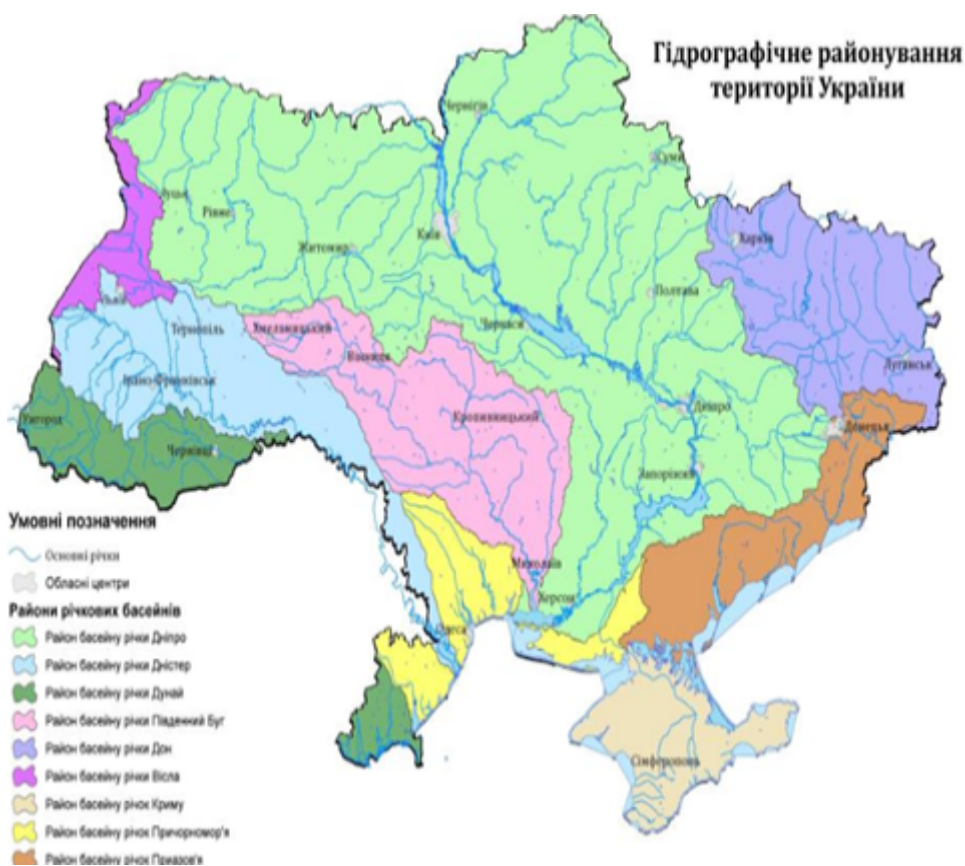 Гідрографічне районування
території України
Чернігів
Суми
Луцьк
Рівне
Київ
Житомир
Харків
Львів
Полтава
Тернопіль
Хмельницький
Черкаси
Вінниця
Луганськ
Івано-Франківськ
Ужгород
Кропивницький
Дніпро
Донецьк
Чернівці
Запоріжжя
Миколаїв
Херсон
Одеса
Сімферополь
Умовні позначення
Основні річки
Обласні центри
Райони річкових басейнів
Район басейну річки Дніпро
Район басейну річки Дністер
Район басейну річки Дунай
Район басейну річки Південний Буг
Район басейну річки Дон
Район басейну річки Вісла
Район басейну річок Криму
Район басейну річок Причорномор'я
Район басейну річок Приазов'я